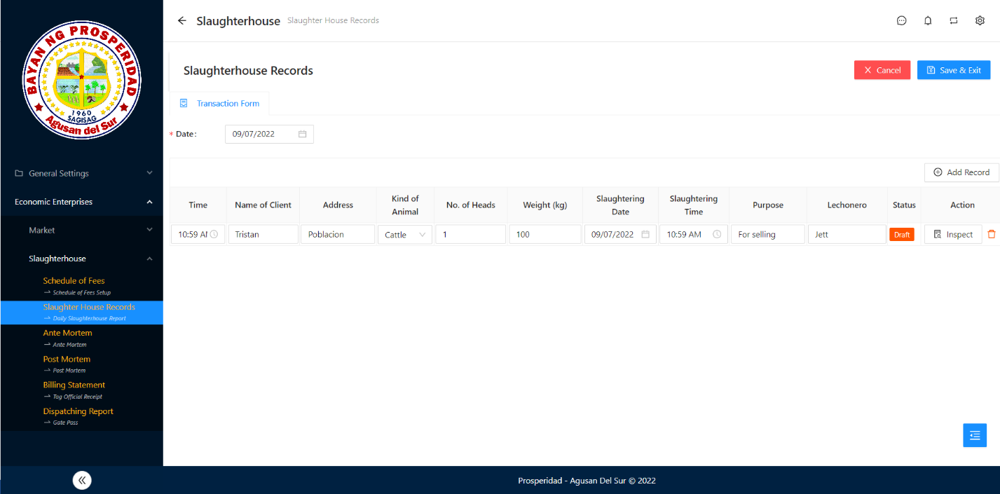 BAYAN NG PROSPERIDAD
1960
SAGISAG
Agusan del Sur
General Settings
Economic Enterprises
Market
Slaughterhouse
Schedule of Fees
Schedule of Fees Setup
Slaughter House Records
Daily Slaughterhouse Report
Ante Mortem
Ante Mortem
Post Mortem
Post Mortem
Billing Statement
Tag Official Receipt
Dispatching Report
Gate Pass
Slaughterhouse Slaughter House Records
Slaughterhouse Records
Cancel Save & Exit
Transaction Form
* Date: 09/07/2022
Add Record
Time Name of Client Address Kind of Animal No. of Heads Weight (kg) Slaughtering Date Slaughtering Time Purpose Lechonero Status Action
10:59 AM Tristan Poblacion Cattle 1 100 09/07/2022 10:59 AM For selling Jett Draft Inspect
Prosperidad - Agusan Del Sur © 2022